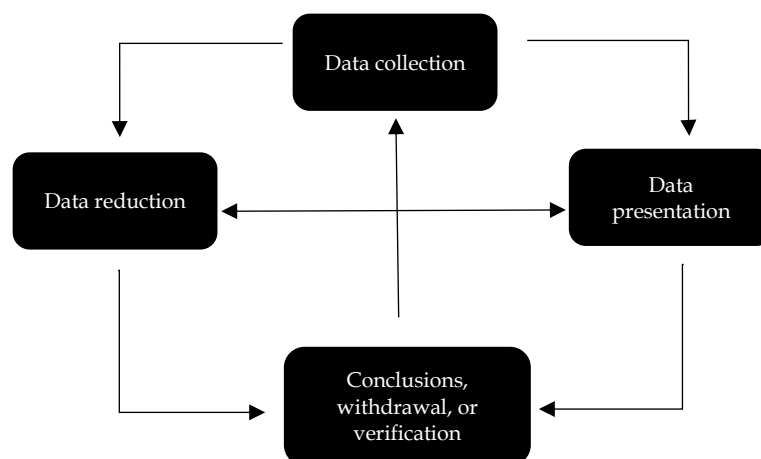 Data collection
Data reduction
Data
presentation
Conclusions,
withdrawal, or
verification